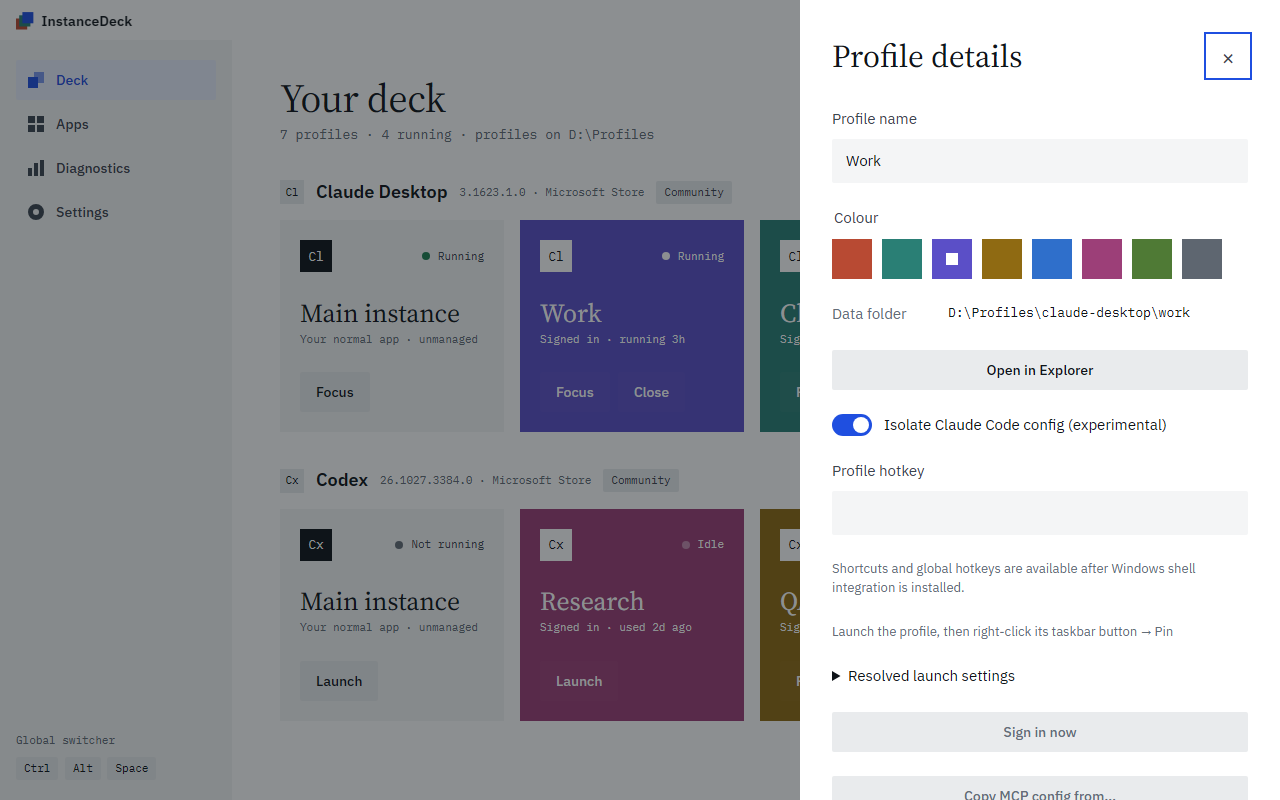 InstanceDeck
Deck
Apps
Diagnostics
Settings
Global switcher
Ctrl Alt Space
Your deck
7 profiles · 4 running · profiles on D:\Profiles
Cl Claude Desktop 3.1623.1.0 · Microsoft Store Community
Cl Running
Main instance
Your normal app · unmanaged
Focus
Cl Running
Work
Signed in · running 3h
Focus Close
Cx Codex 26.1027.3384.0 · Microsoft Store Community
Cx Not running
Main instance
Your normal app · unmanaged
Launch
Cx Idle
Research
Signed in · used 2d ago
Launch
Profile details
×
Profile name
Work
Colour
Data folder D:\Profiles\claude-desktop\work
Open in Explorer
Isolate Claude Code config (experimental)
Profile hotkey
Shortcuts and global hotkeys are available after Windows shell
integration is installed.
Launch the profile, then right-click its taskbar button → Pin
Resolved launch settings
Sign in now
Copy MCP config from...